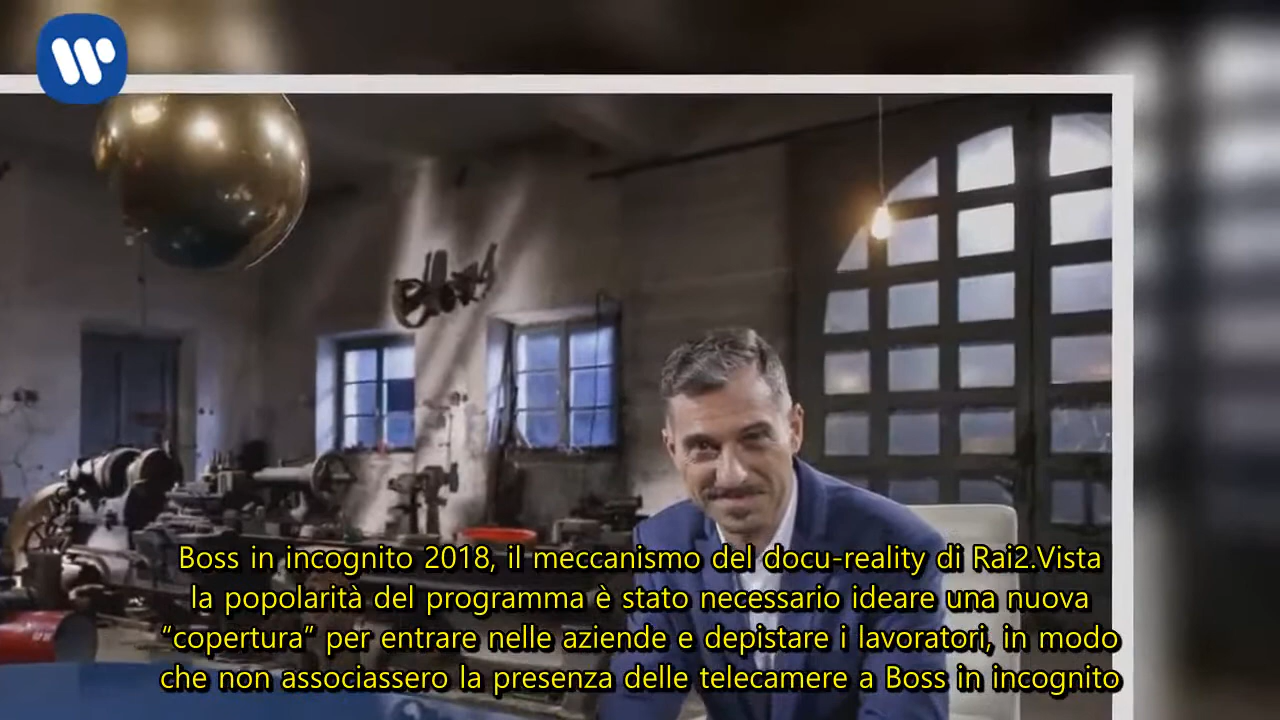 Boss in incognito 2018, il meccanismo del docu-reality di Rai2.Vista
la popolarità del programma è stato necessario ideare una nuova
“copertura” per entrare nelle aziende e depistare i lavoratori, in modo
che non associassero la presenza delle telecamere a Boss in incognito